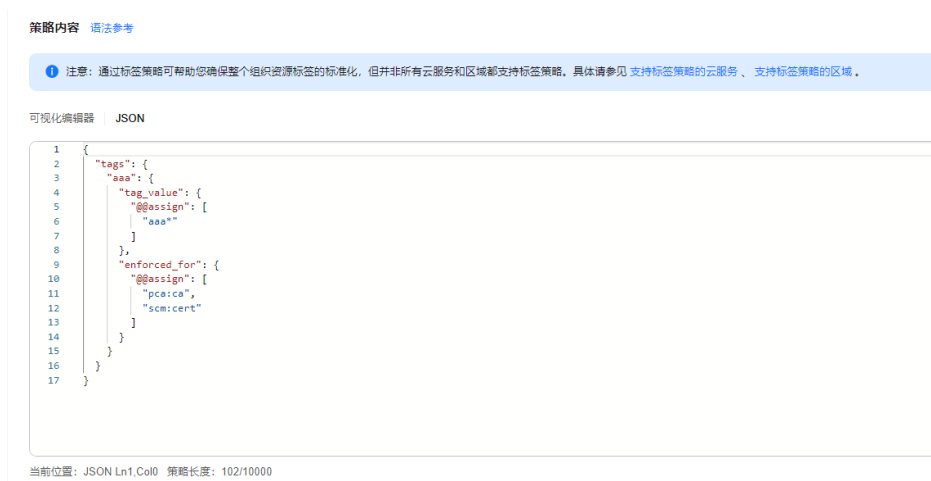 策略内容 语法参考
注意：通过标签策略可帮助您确保整个组织资源标签的标准化，但并非所有云服务和区域都支持标签策略。具体请参见 支持标签策略的云服务 、 支持标签策略的区域 。
可视化编辑器 JSON
1 {
2 "tags": {
3 "aaa": {
4 "tag_value": {
5 "@@assign": [
6 "aaa*"
7 ]
8 },
9 "enforced_for": {
10 "@@assign": [
11 "pca:ca",
12 "scm:cert"
13 ]
14 }
15 }
16 }
17 }
当前位置：JSON Ln1,Col0 策略长度：102/10000